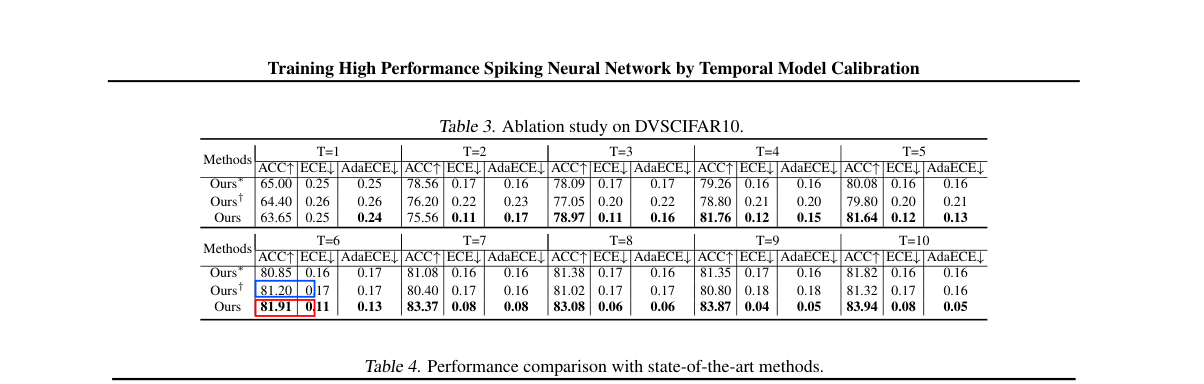 Training High Performance Spiking Neural Network by Temporal Model Calibration
Table 3. Ablation study on DVSCIFAR10.
Methods T=1 T=2 T=3 T=4 T=5
ACC↑ ECE↓ AdaECE↓ ACC↑ ECE↓ AdaECE↓ ACC↑ ECE↓ AdaECE↓ ACC↑ ECE↓ AdaECE↓ ACC↑ ECE↓ AdaECE↓
Ours* 65.00 0.25 0.25 78.56 0.17 0.16 78.09 0.17 0.17 79.26 0.16 0.16 80.08 0.16 0.16
Ours† 64.40 0.26 0.26 76.20 0.22 0.23 77.05 0.20 0.22 78.80 0.21 0.20 79.80 0.20 0.21
Ours 63.65 0.25 0.24 75.56 0.11 0.17 78.97 0.11 0.16 81.76 0.12 0.15 81.64 0.12 0.13
Methods T=6 T=7 T=8 T=9 T=10
ACC↑ ECE↓ AdaECE↓ ACC↑ ECE↓ AdaECE↓ ACC↑ ECE↓ AdaECE↓ ACC↑ ECE↓ AdaECE↓ ACC↑ ECE↓ AdaECE↓
Ours* 80.85 0.16 0.17 81.08 0.16 0.16 81.38 0.16 0.16 81.35 0.17 0.16 81.82 0.16 0.16
Ours† 81.20 0.17 0.17 80.40 0.17 0.16 81.02 0.17 0.17 80.80 0.18 0.18 81.32 0.17 0.16
Ours 81.91 0.11 0.13 83.37 0.08 0.08 83.08 0.06 0.06 83.87 0.04 0.05 83.94 0.08 0.05
Table 4. Performance comparison with state-of-the-art methods.